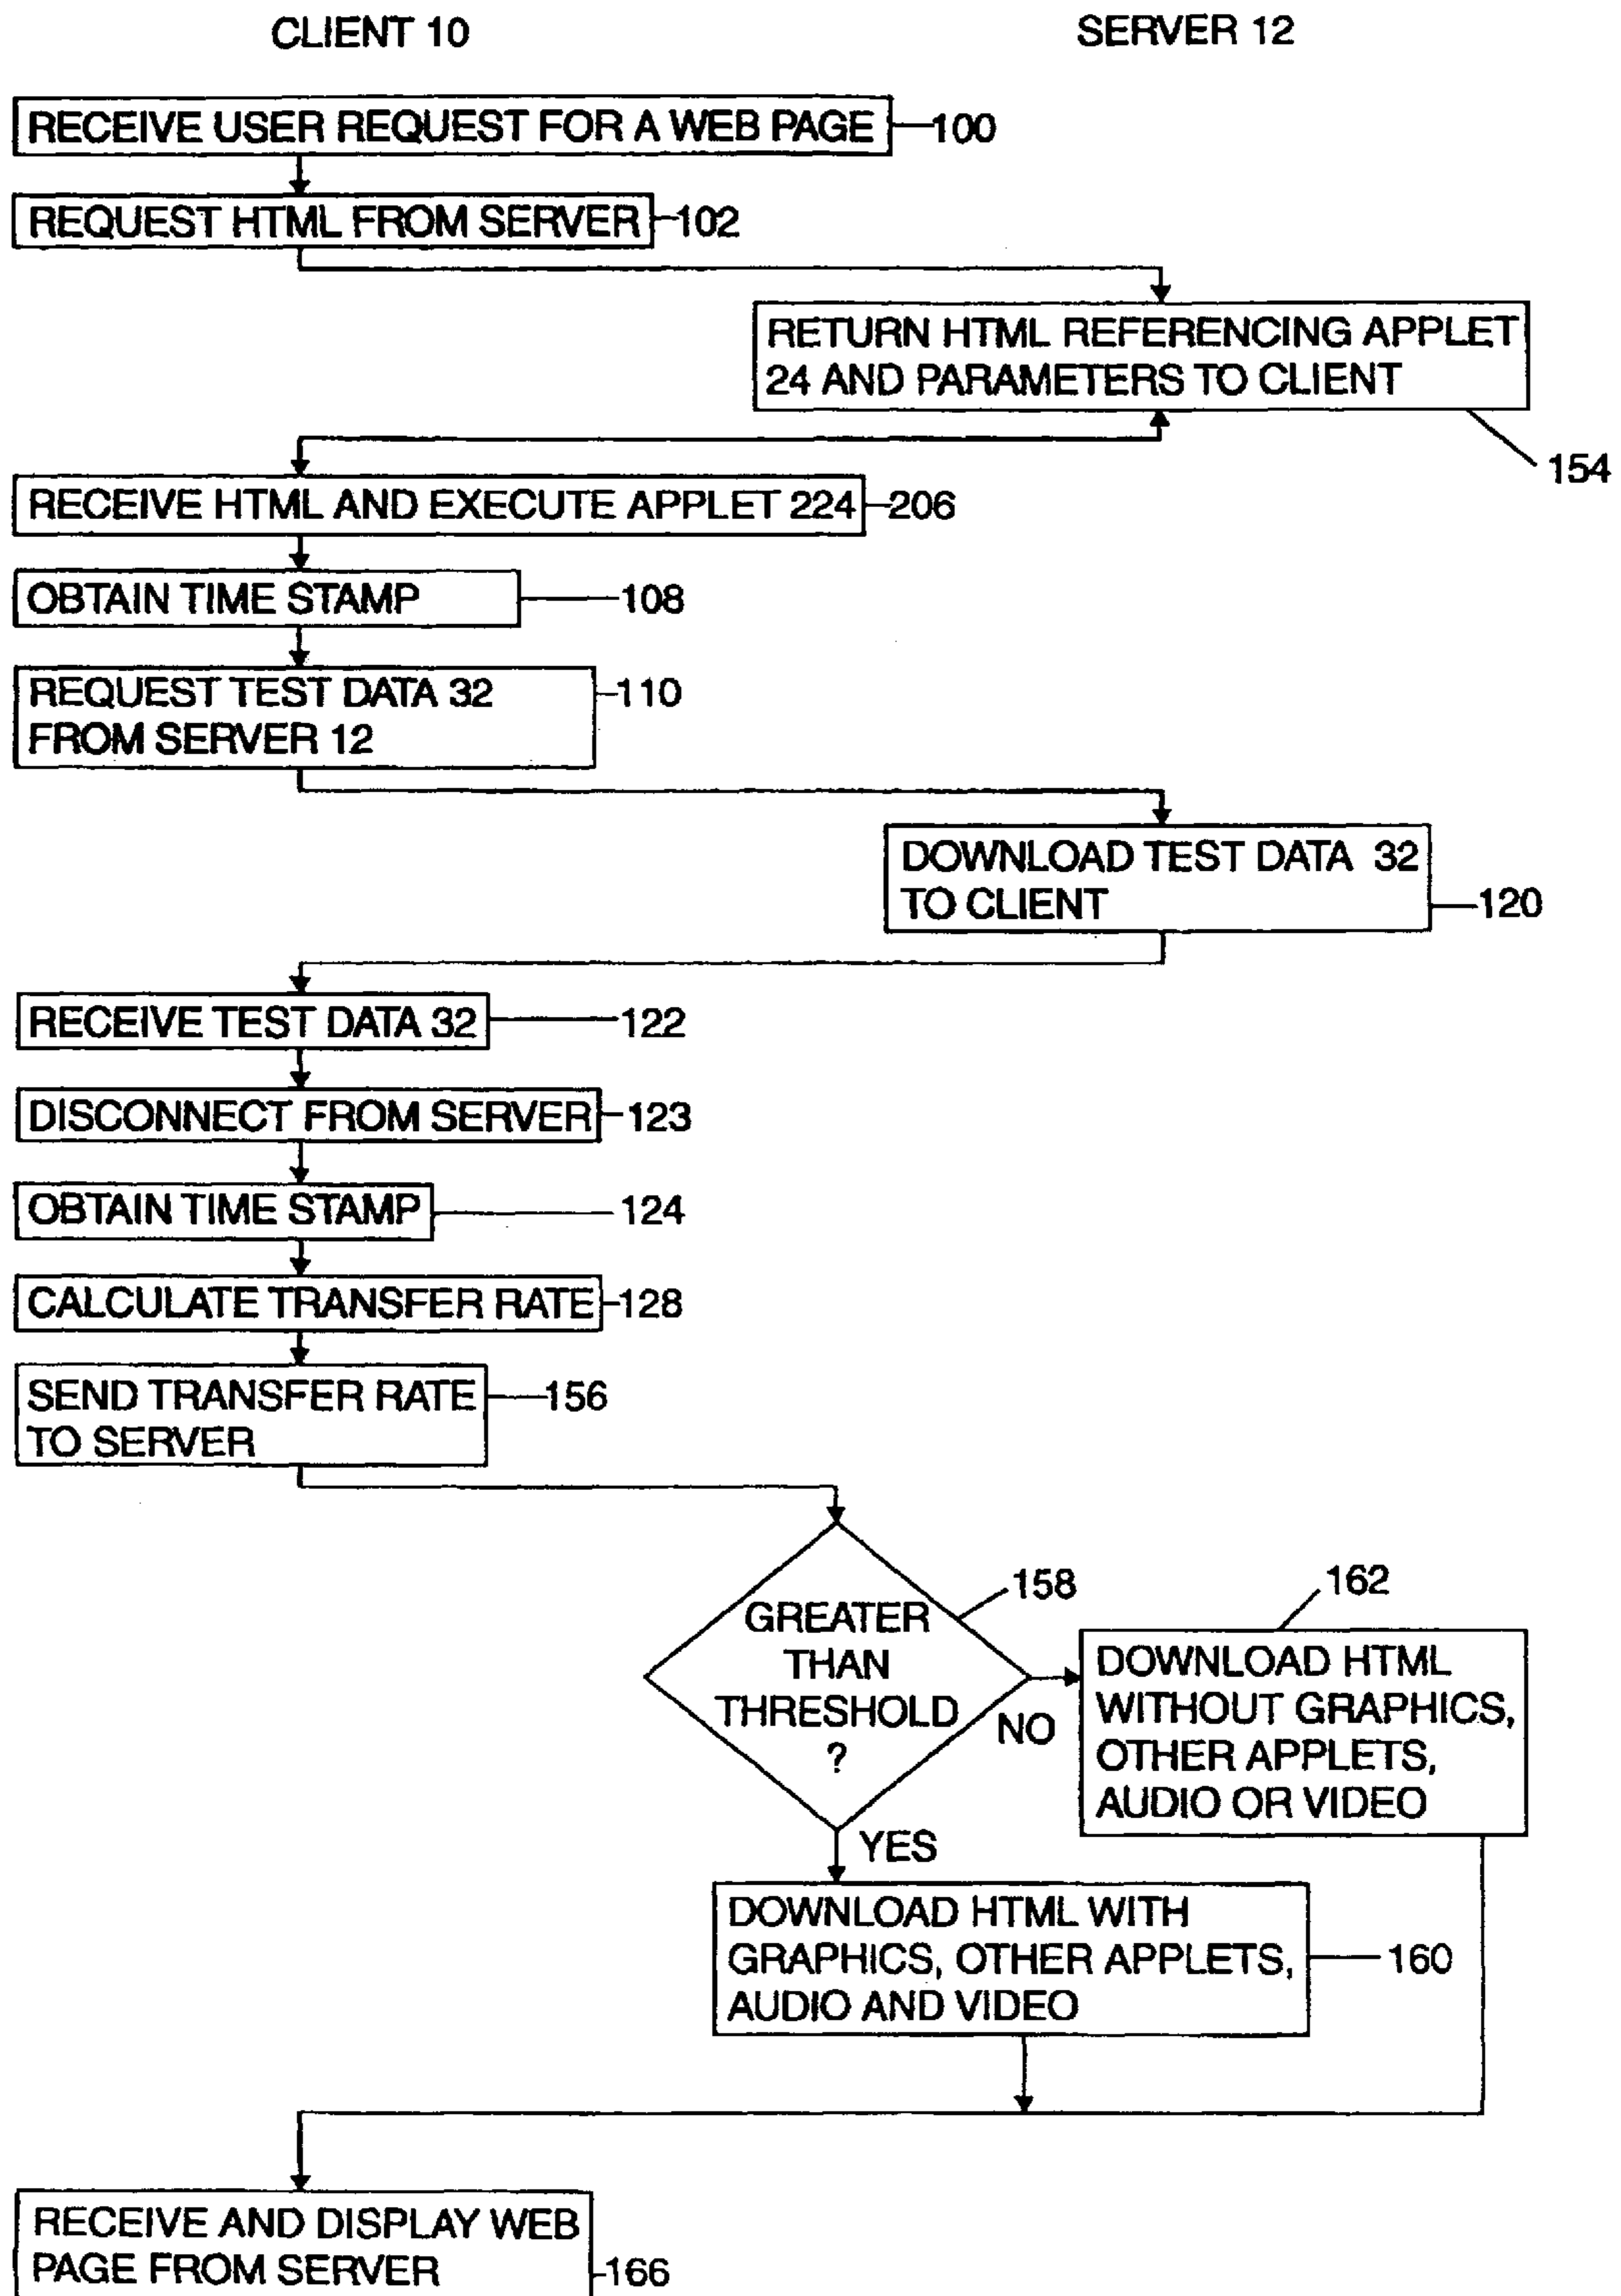 CLIENT 10
SERVER 12
RECEIVE USER REQUEST FOR A WEB PAGE
100
REQUEST HTML FROM SERVER
102
RETURN HTML REFERENCING APPLET
24 AND PARAMETERS TO CLIENT
154
RECEIVE HTML AND EXECUTE APPLET 224
206
OBTAIN TIME STAMP
108
REQUEST TEST DATA 32
FROM SERVER 12
110
DOWNLOAD TEST DATA 32
TO CLIENT
120
RECEIVE TEST DATA 32
122
DISCONNECT FROM SERVER
123
OBTAIN TIME STAMP
124
CALCULATE TRANSFER RATE
128
SEND TRANSFER RATE
TO SERVER
156
GREATER
THAN
THRESHOLD
?
158
NO
162
DOWNLOAD HTML
WITHOUT GRAPHICS,
OTHER APPLETS,
AUDIO OR VIDEO
YES
DOWNLOAD HTML WITH
GRAPHICS, OTHER APPLETS,
AUDIO AND VIDEO
160
RECEIVE AND DISPLAY WEB
PAGE FROM SERVER
166